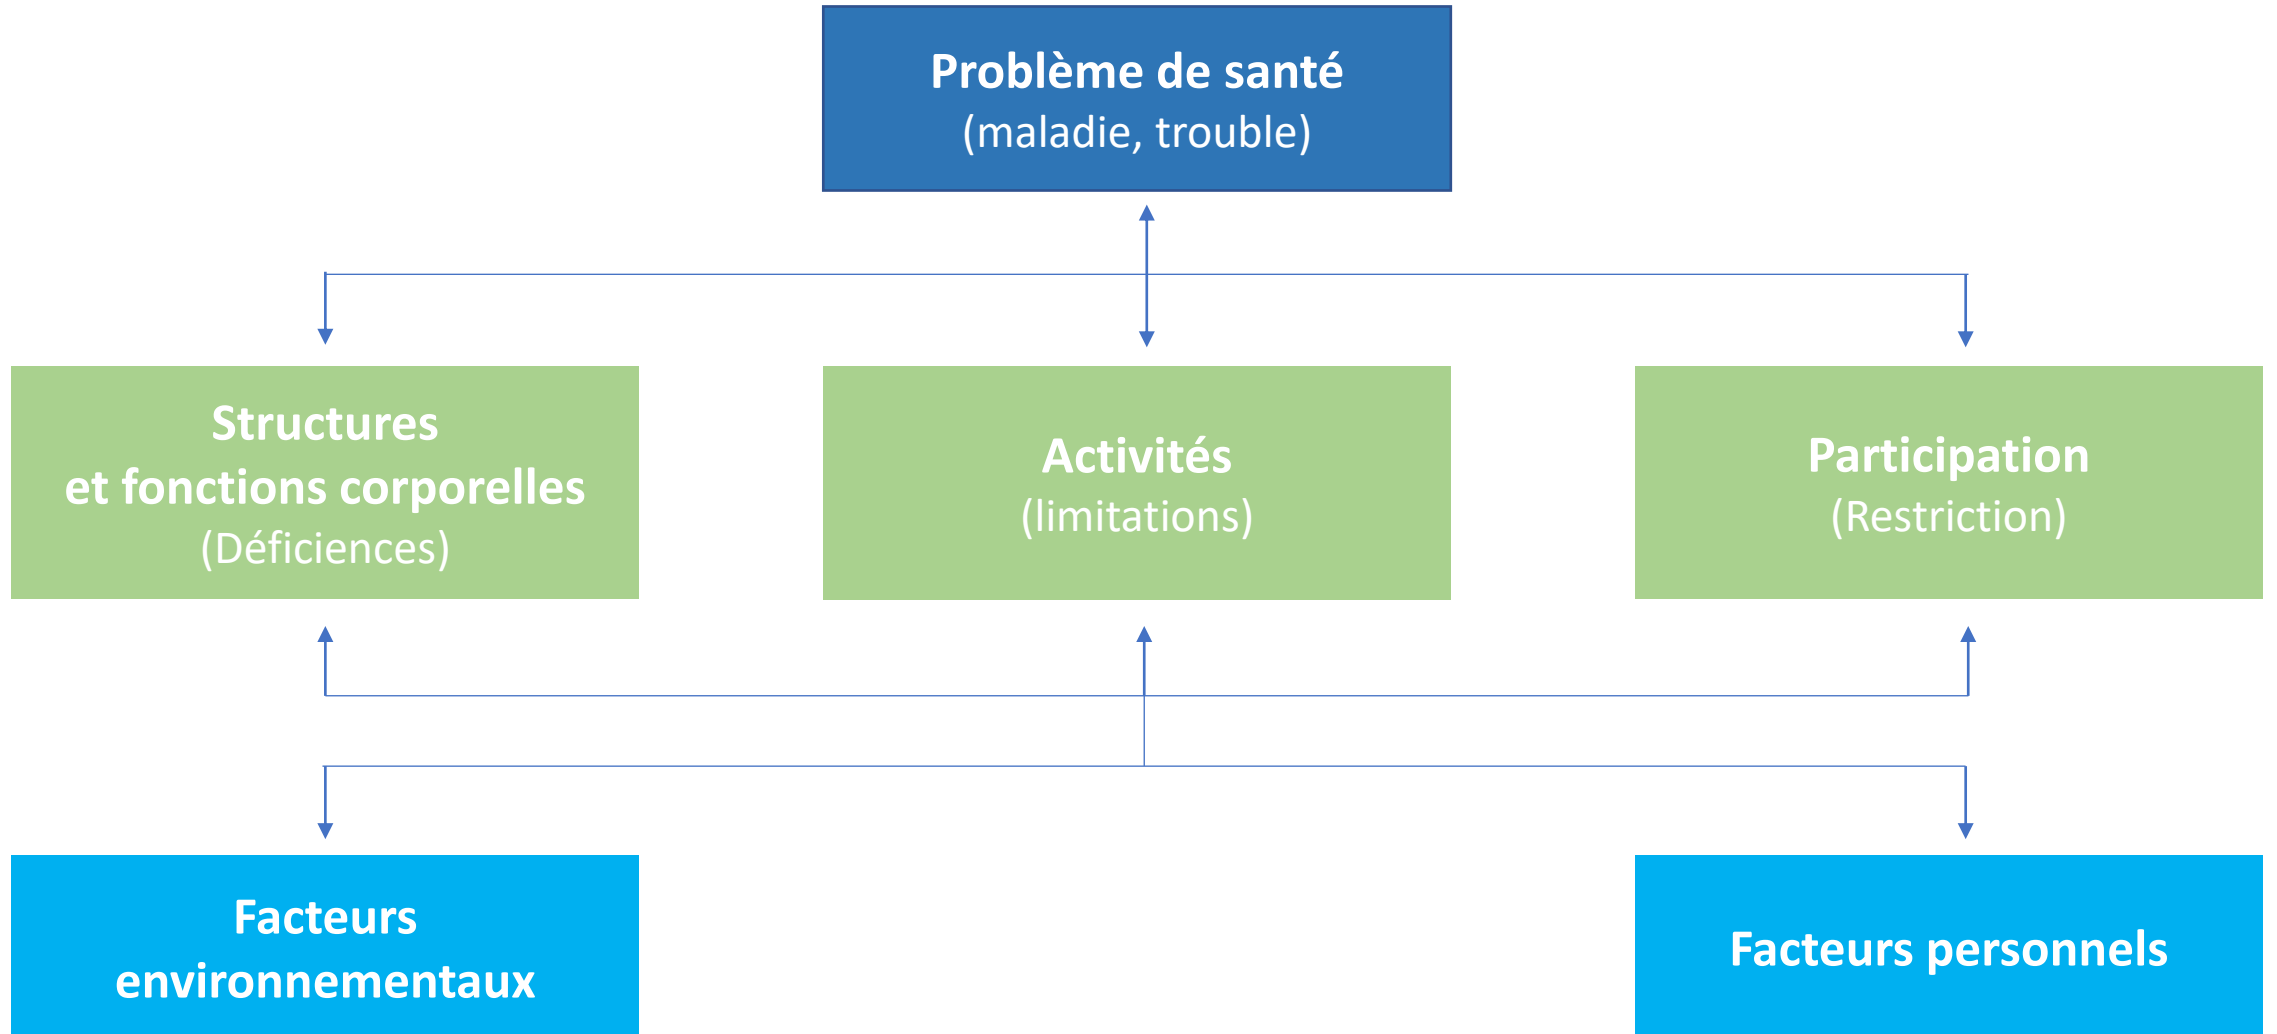 Problème de santé
(maladie, trouble)
Structures
et fonctions corporelles
(Déficiences)
Activités
(limitations)
Participation
(Restriction)
Facteurs
environnementaux
Facteurs personnels